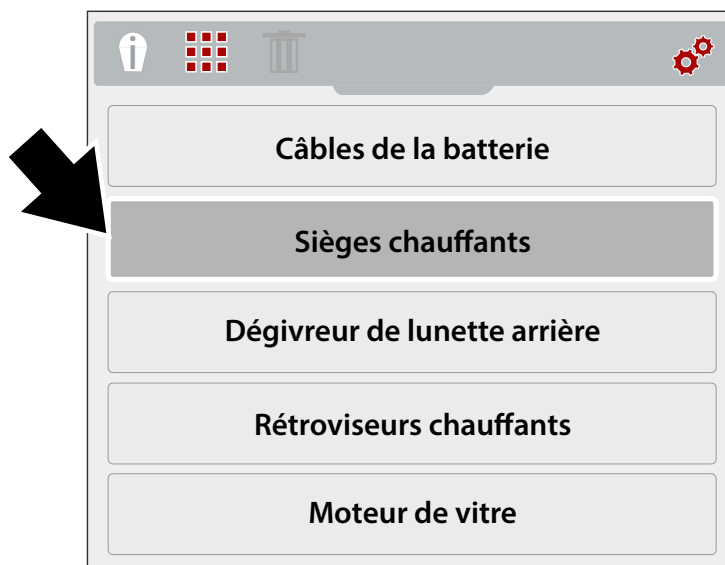 Câbles de la batterie
Sièges chauffants
Dégivreur de lunette arrière
Rétroviseurs chauffants
Moteur de vitre